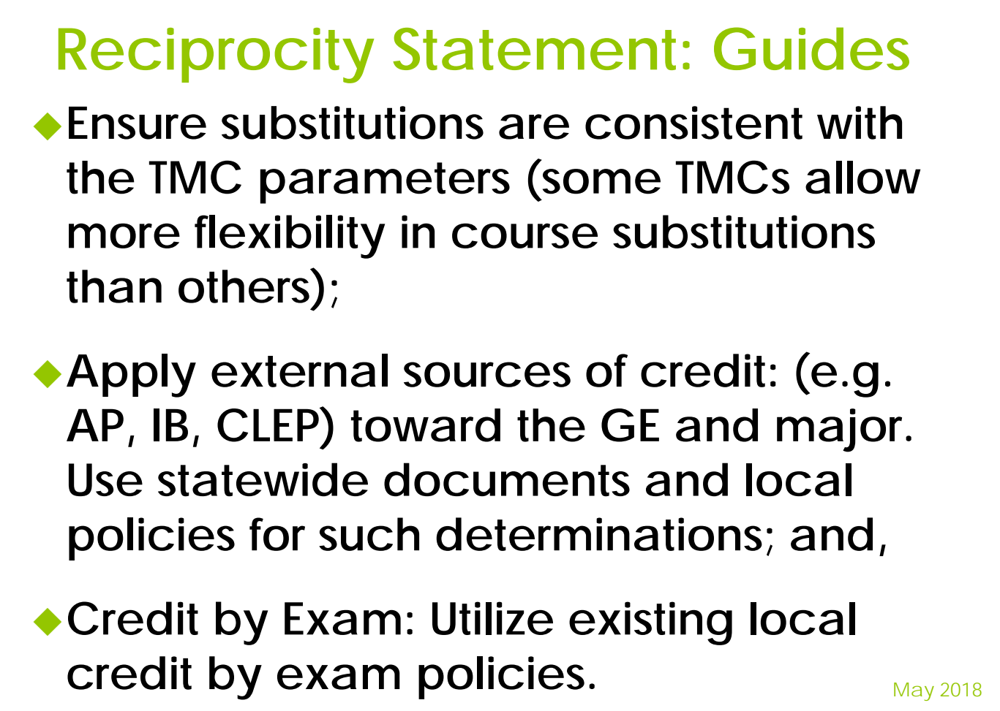 Reciprocity Statement: Guides
Ensure substitutions are consistent with
the TMC parameters (some TMCs allow
more flexibility in course substitutions
than others);
Apply external sources of credit: (e.g.
AP, IB, CLEP) toward the GE and major.
Use statewide documents and local
policies for such determinations; and,
Credit by Exam: Utilize existing local
credit by exam policies.
May 2018